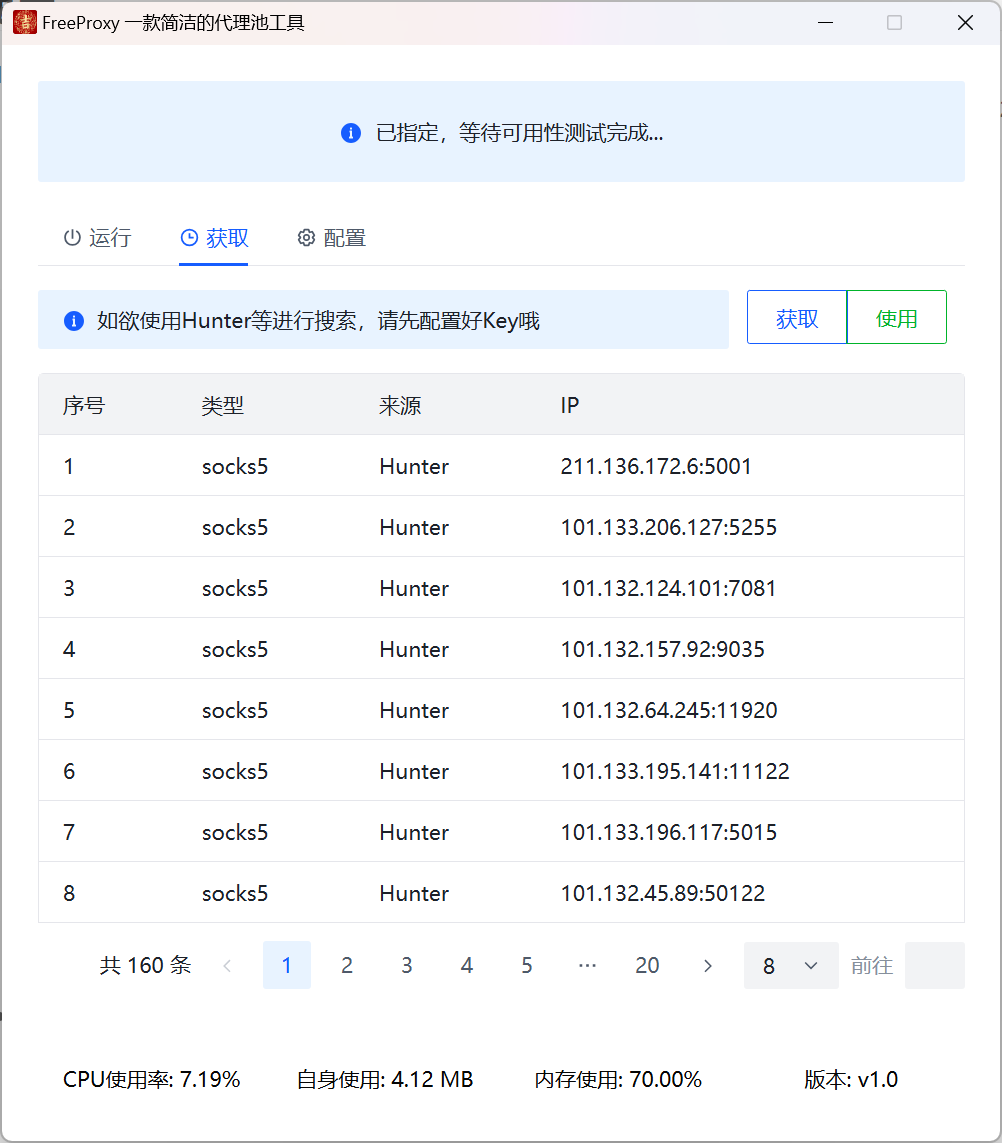 FreeProxy 一款简洁的代理池工具
已指定，等待可用性测试完成...
运行 获取 配置
如欲使用Hunter等进行搜索，请先配置好Key哦 获取 使用
序号 类型 来源 IP
1 socks5 Hunter 211.136.172.6:5001
2 socks5 Hunter 101.133.206.127:5255
3 socks5 Hunter 101.132.124.101:7081
4 socks5 Hunter 101.132.157.92:9035
5 socks5 Hunter 101.132.64.245:11920
6 socks5 Hunter 101.133.195.141:11122
7 socks5 Hunter 101.133.196.117:5015
8 socks5 Hunter 101.132.45.89:50122
共 160 条 1 2 3 4 5 ··· 20 8 前往
CPU使用率: 7.19% 自身使用: 4.12 MB 内存使用: 70.00% 版本: v1.0